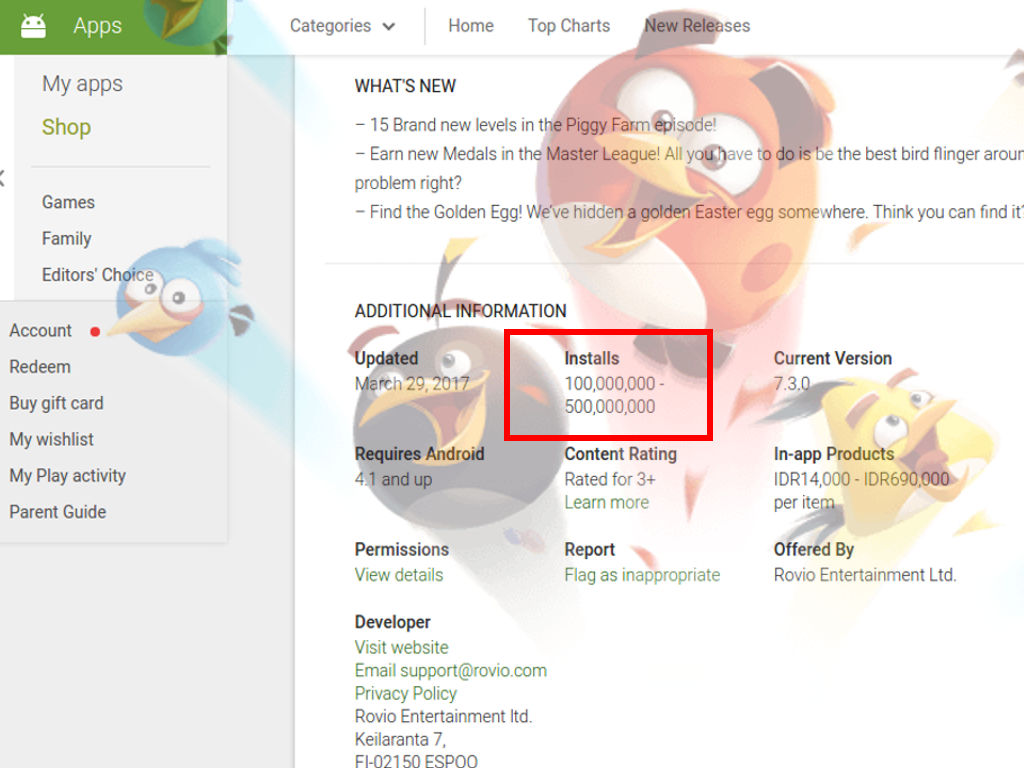 Apps
Categories
Home
Top Charts
New Releases
My apps
Shop
Games
Family
Editors' Choice
Account
Redeem
Buy gift card
My wishlist
My Play activity
Parent Guide
WHAT'S NEW
– 15 Brand new levels in the Piggy Farm episode!
– Earn new Medals in the Master League! All you have to do is be the best bird flinger aroun
problem right?
– Find the Golden Egg! We've hidden a golden Easter egg somewhere. Think you can find it?
ADDITIONAL INFORMATION
Updated
March 29, 2017
Installs
100,000,000 -
500,000,000
Current Version
7.3.0
Requires Android
4.1 and up
Content Rating
Rated for 3+
Learn more
In-app Products
IDR14,000 - IDR690,000
per item
Permissions
View details
Report
Flag as inappropriate
Offered By
Rovio Entertainment Ltd.
Developer
Visit website
Email support@rovio.com
Privacy Policy
Rovio Entertainment ltd.
Keilaranta 7,
FI-02150 ESPOO